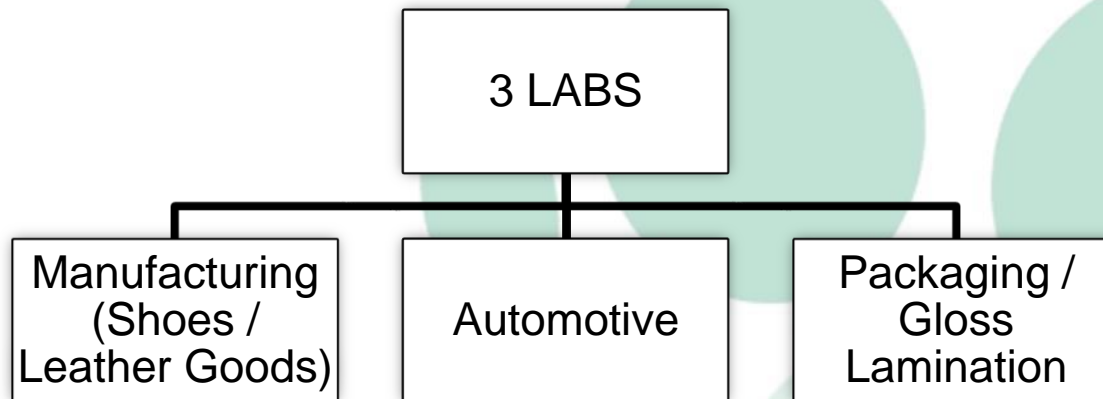 3 LABS
Manufacturing
(Shoes /
Leather Goods)
Automotive
Packaging /
Gloss
Lamination